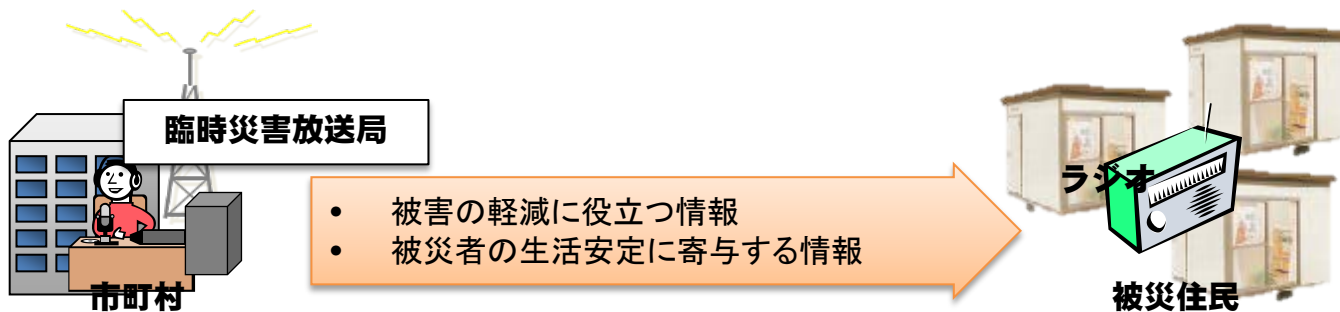 臨時災害放送局
市町村
• 被害の軽減に役立つ情報
• 被災者の生活安定に寄与する情報
ラジオ
被災住民